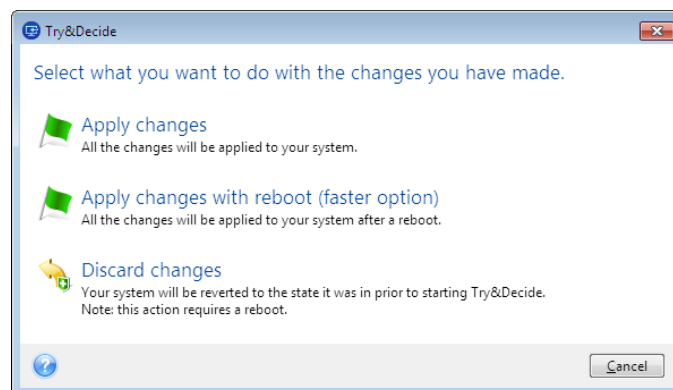 Try&Decide
Select what you want to do with the changes you have made.
Apply changes
All the changes will be applied to your system.
Apply changes with reboot (faster option)
All the changes will be applied to your system after a reboot.
Discard changes
Your system will be reverted to the state it was in prior to starting Try&Decide.
Note: this action requires a reboot.
Cancel